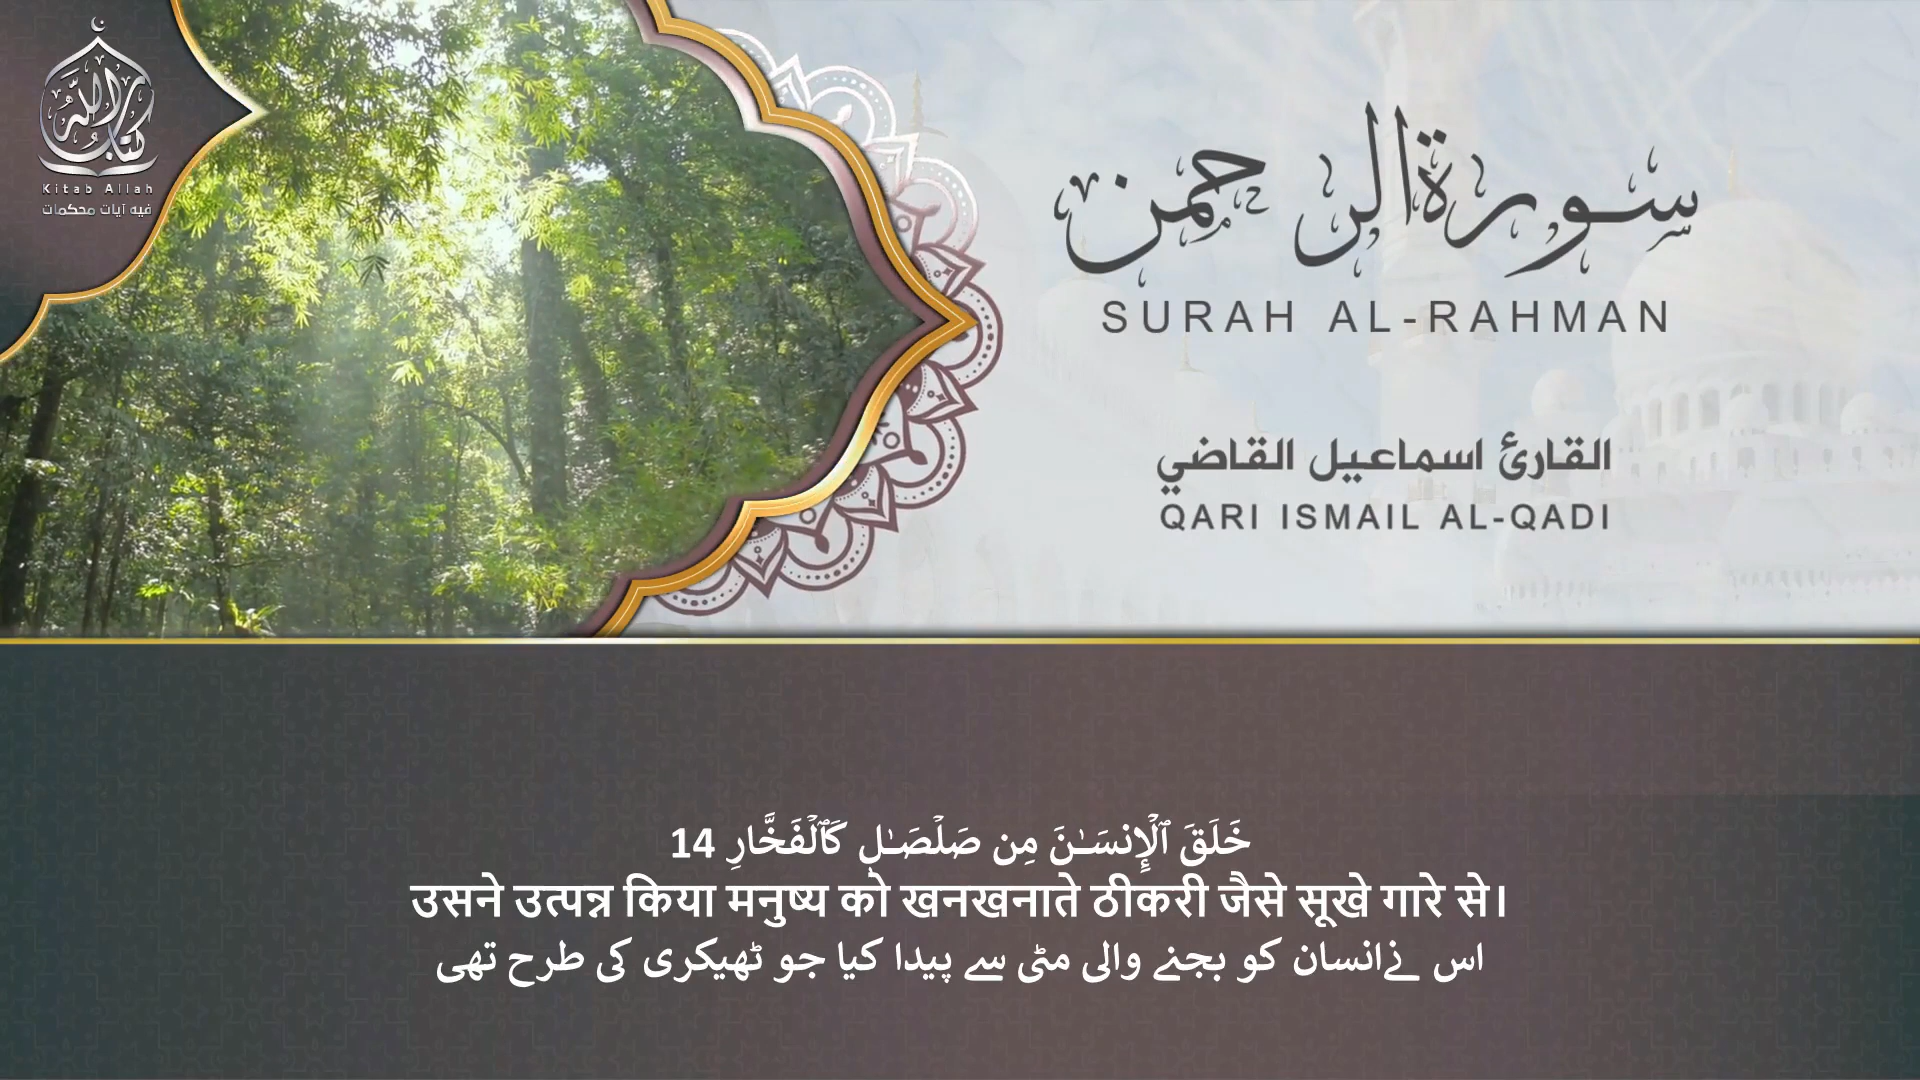 كتاب الله
Kitab Allah
فيه آيات محكمات
سورة الرحمن
SURAH AL-RAHMAN
القارئ اسماعيل القاضي
QARI ISMAIL AL-QADI
خَلَقَ ٱلْإِنسَـٰنَ مِن صَلْصَـٰلٍ كَٱلْفَخَّارِ 14
उसने उत्पन्न किया मनुष्य को खनखनाते ठीकरी जैसे सूखे गारे से।
اس نےانسان کو بجنے والی مٹی سے پیدا کیا جو ٹھیکری کی طرح تھی